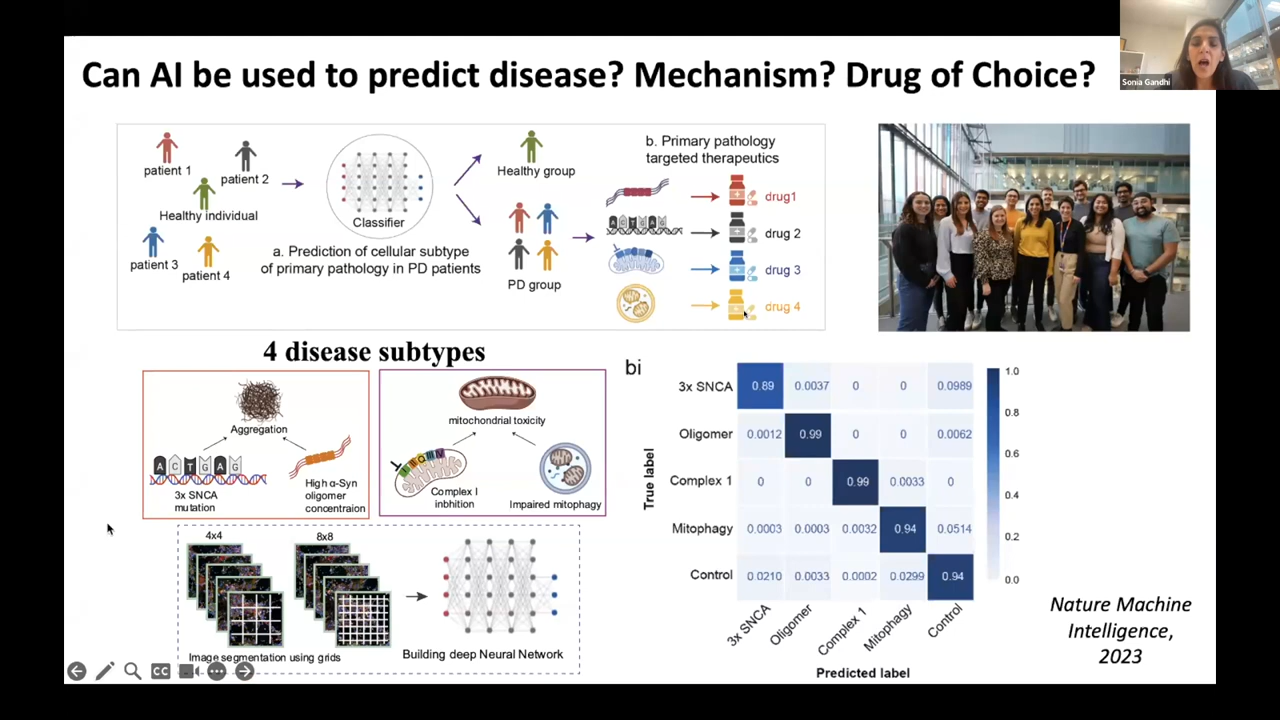 Can AI be used to predict disease? Mechanism? Drug of Choice?
Sonia Gandhi
patient 1
patient 2
Healthy individual
patient 3
patient 4
Classifier
a. Prediction of cellular subtype
of primary pathology in PD patients
Healthy group
PD group
b. Primary pathology
targeted therapeutics
drug1
A C T G A G
drug 2
drug 3
drug 4
4 disease subtypes
Aggregation
A C T G A G
3x SNCA
mutation
High α-Syn
oligomer
concentraion
mitochondrial toxicity
Complex I
inbhition
Impaired mitophagy
4x4
8x8
Image segmentation using grids
Building deep Neural Network
bi
True label
3x SNCA 0.89 0.0037 0 0 0.0989
Oligomer 0.0012 0.99 0 0 0.0062
Complex 1 0 0 0.99 0.0033 0
Mitophagy 0.0003 0.0003 0.0032 0.94 0.0514
Control 0.0210 0.0033 0.0002 0.0299 0.94
3x SNCA Oligomer Complex 1 Mitophagy Control
Predicted label
1.0
0.8
0.6
0.4
0.2
0.0
Nature Machine
Intelligence,
2023
CC